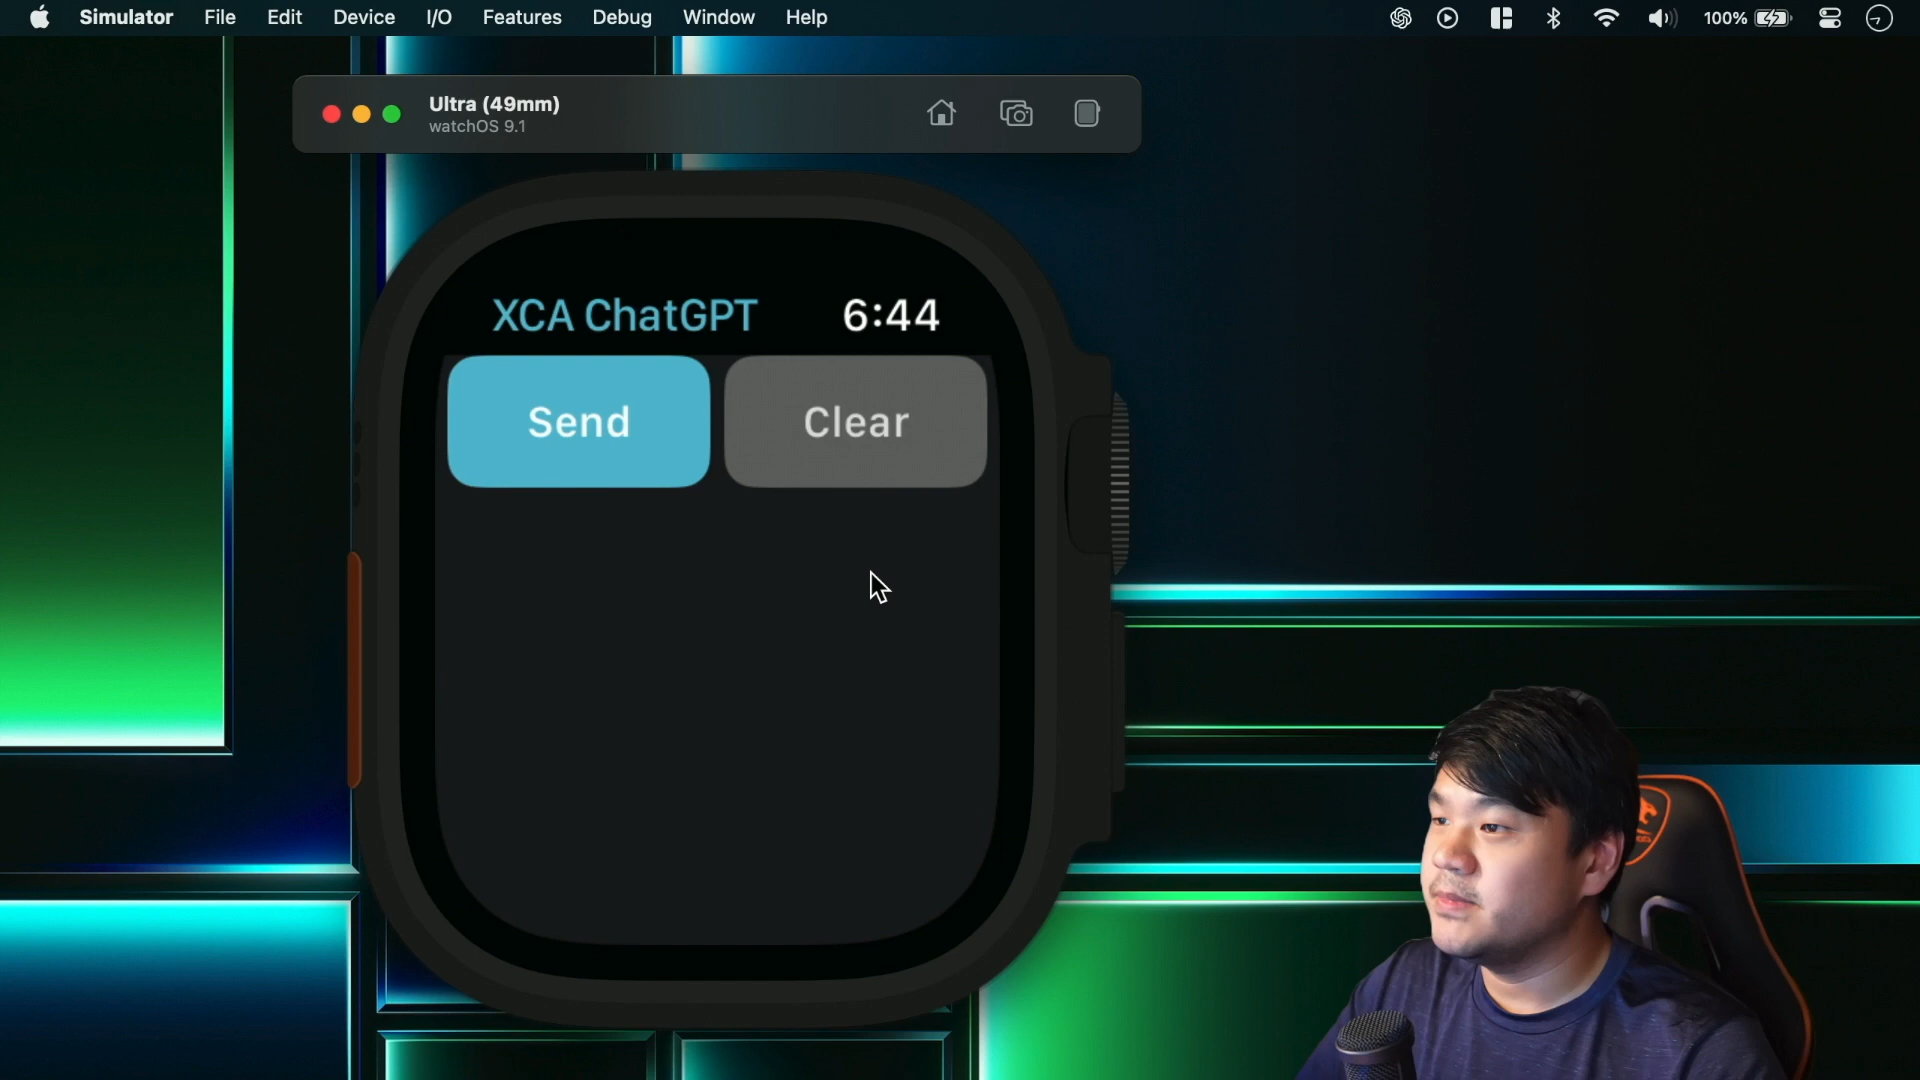 Simulator File Edit Device I/O Features Debug Window Help 100%
Ultra (49mm)
watchOS 9.1
XCA ChatGPT 6:44
Send Clear